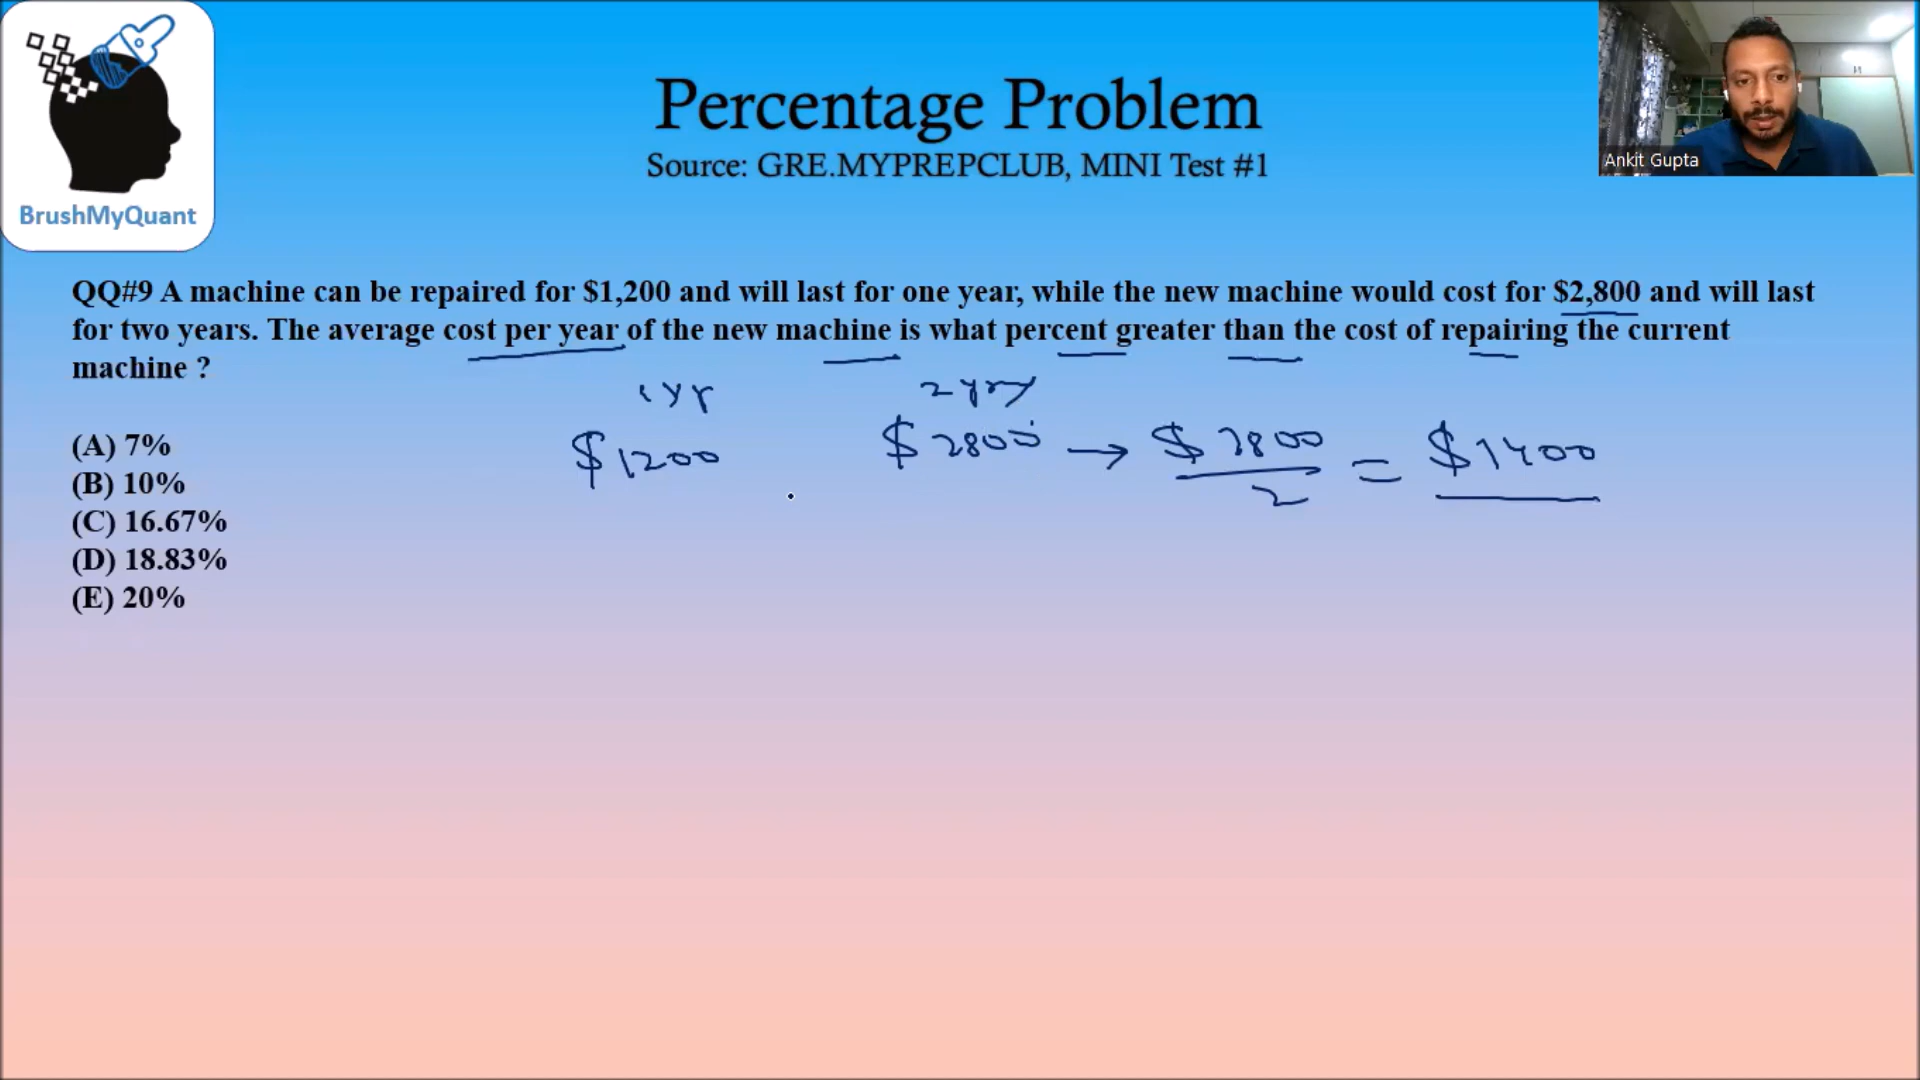 BrushMyQuant
Percentage Problem
Source: GRE.MYPREPCLUB, MINI Test #1
Ankit Gupta
QQ#9 A machine can be repaired for $1,200 and will last for one year, while the new machine would cost for $2,800 and will last
for two years. The average cost per year of the new machine is what percent greater than the cost of repairing the current
machine ?
1 yr 2 yrs
$1200 $2800 → $2800/2 = $1400
(A) 7%
(B) 10%
(C) 16.67%
(D) 18.83%
(E) 20%